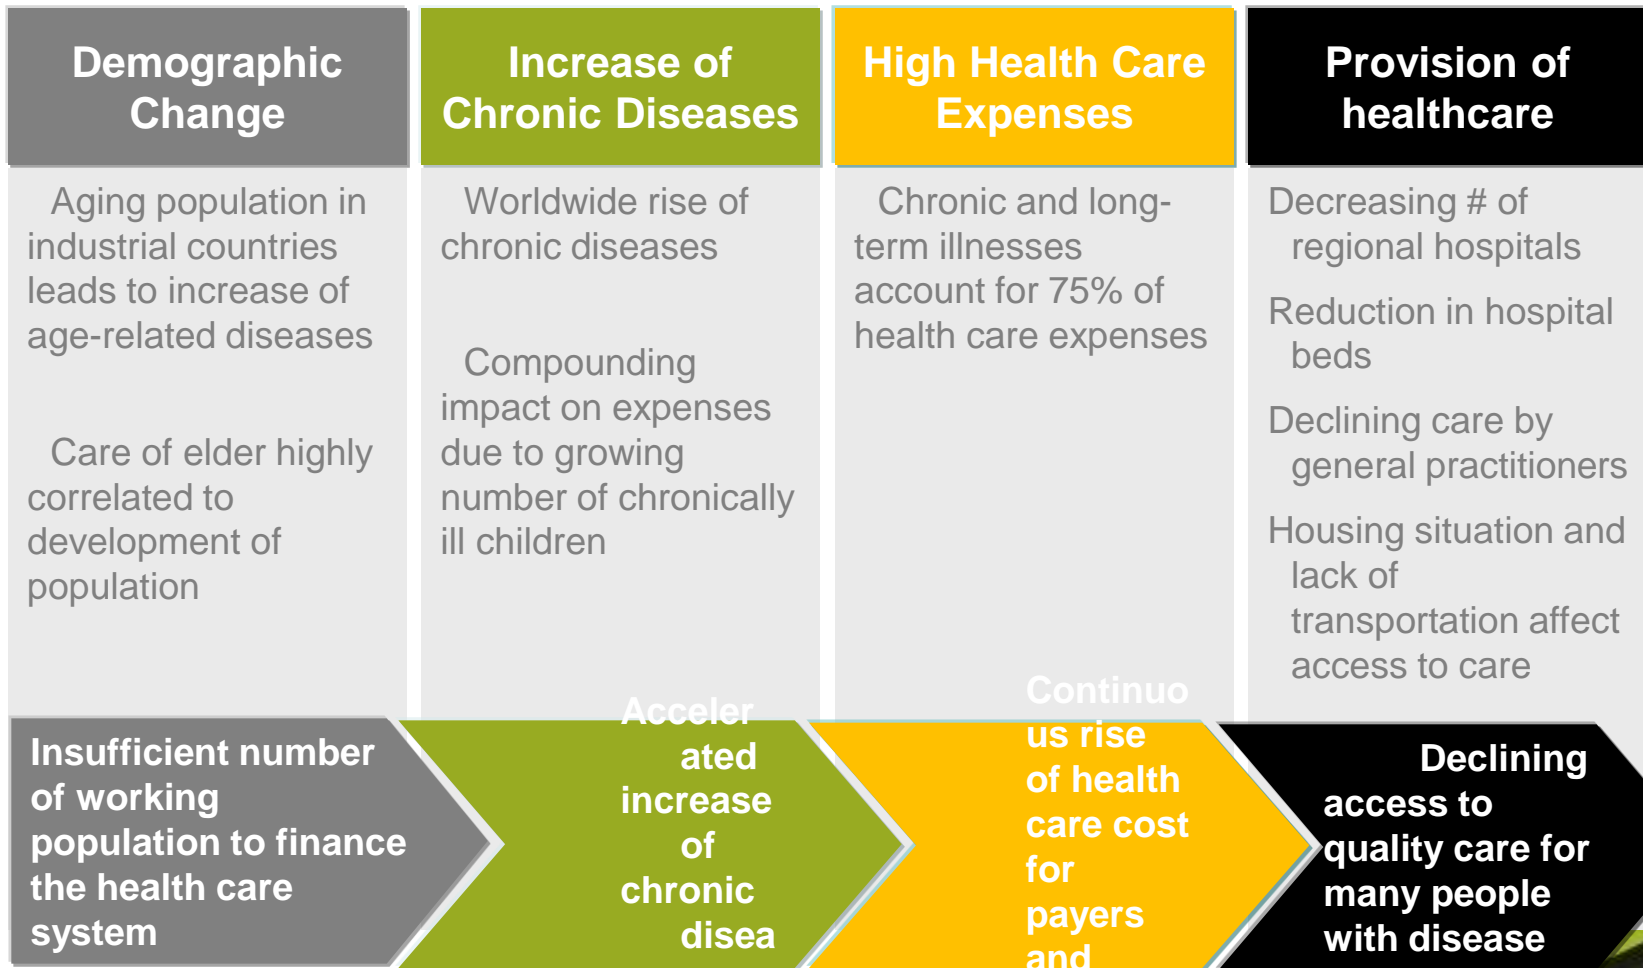 Demographic
Change
Aging population in
industrial countries
leads to increase of
age-related diseases
Care of elder highly
correlated to
development of
population
Insufficient number
of working
population to finance
the health care
system
Increase of
Chronic Diseases
Worldwide rise of
chronic diseases
Compounding
impact on expenses
due to growing
number of chronically
ill children
Acceler
ated
increase
of
chronic
disea
High Health Care
Expenses
Chronic and long-
term illnesses
account for 75% of
health care expenses
Continuo
us rise
of health
care cost
for
payers
and
Provision of
healthcare
Decreasing # of
regional hospitals
Reduction in hospital
beds
Declining care by
general practitioners
Housing situation and
lack of
transportation affect
access to care
Declining
access to
quality care for
many people
with disease